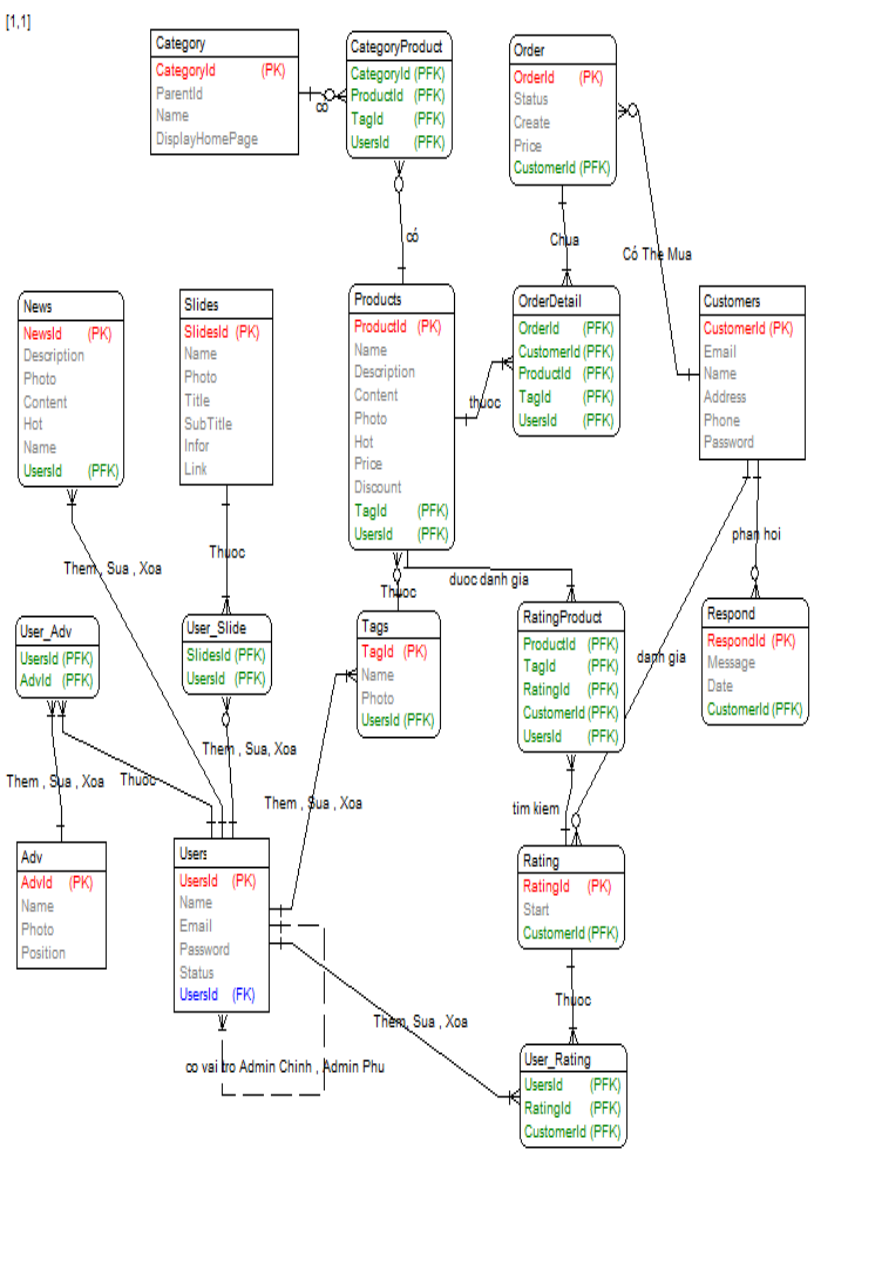 [1,1]
Category
CategoryId (PK)
ParentId
Name
DisplayHomePage
có
CategoryProduct
CategoryId (PFK)
ProductId (PFK)
TagId (PFK)
UsersId (PFK)
có
Order
OrderId (PK)
Status
Create
Price
CustomerId (PFK)
Chua
Có The Mua
News
NewsId (PK)
Description
Photo
Content
Hot
Name
UsersId (PFK)
Them , Sua , Xoa
Slides
SlidesId (PK)
Name
Photo
Title
SubTitle
Infor
Link
Thuoc
Products
ProductId (PK)
Name
Description
Content
Photo
Hot
Price
Discount
TagId (PFK)
UsersId (PFK)
thuoc
OrderDetail
OrderId (PFK)
CustomerId (PFK)
ProductId (PFK)
TagId (PFK)
UsersId (PFK)
Customers
CustomerId (PK)
Email
Name
Address
Phone
Password
phan hoi
duoc danh gia
Thuoc
danh gia
User_Adv
UsersId (PFK)
AdvId (PFK)
Them , Sua , Xoa
Thuoc
User_Slide
SlidesId (PFK)
UsersId (PFK)
Them , Sua, Xoa
Tags
TagId (PK)
Name
Photo
UsersId (PFK)
Them , Sua , Xoa
RatingProduct
ProductId (PFK)
TagId (PFK)
RatingId (PFK)
CustomerId (PFK)
UsersId (PFK)
tim kiem
Respond
RespondId (PK)
Message
Date
CustomerId (PFK)
Adv
AdvId (PK)
Name
Photo
Position
Users
UsersId (PK)
Name
Email
Password
Status
UsersId (FK)
co vai tro Admin Chinh , Admin Phu
Rating
RatingId (PK)
Start
CustomerId (PFK)
Thuoc
Them, Sua , Xoa
User_Rating
UsersId (PFK)
RatingId (PFK)
CustomerId (PFK)